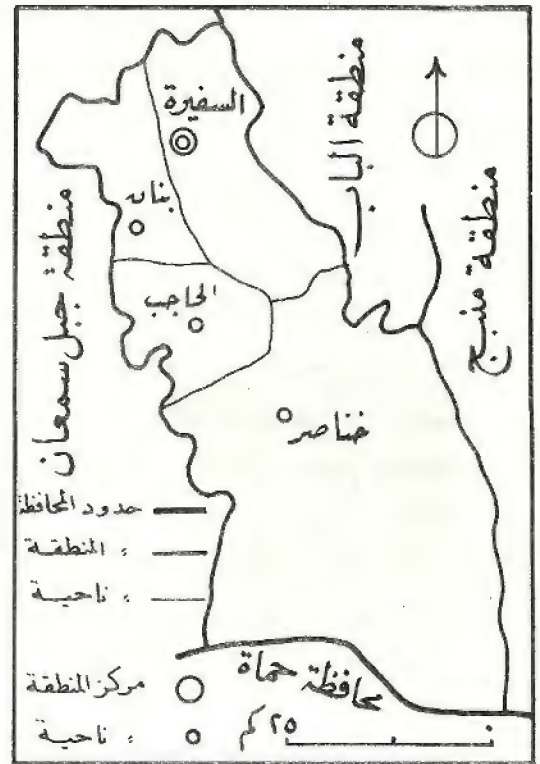 السفيرة
منطقة الباب
منطقة منبج
بنان
الحاجب
منطقة جبل سمعان
خناصر
حدود المحافظة
، المنطقة
، ناحية
محافظة حماة
مركز المنطقة
، ناحية
٢٥ كم
٠